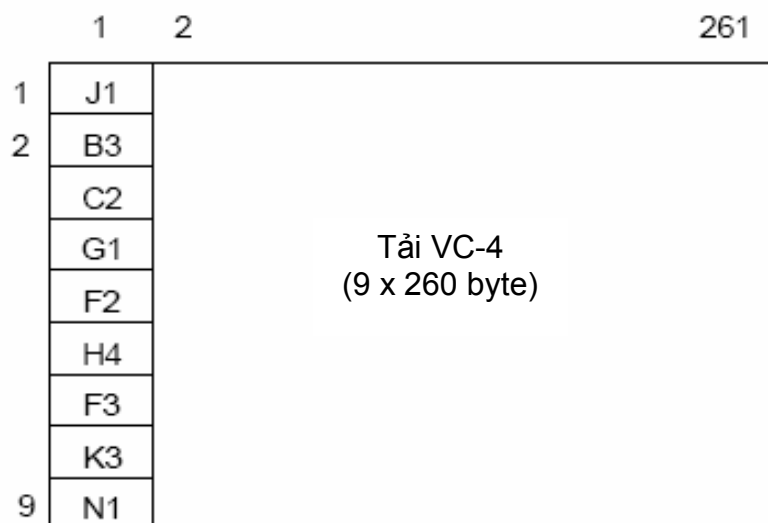 1 2 261
1 J1
2 B3
C2
G1
Tải VC-4
(9 x 260 byte)
F2
H4
F3
K3
9 N1